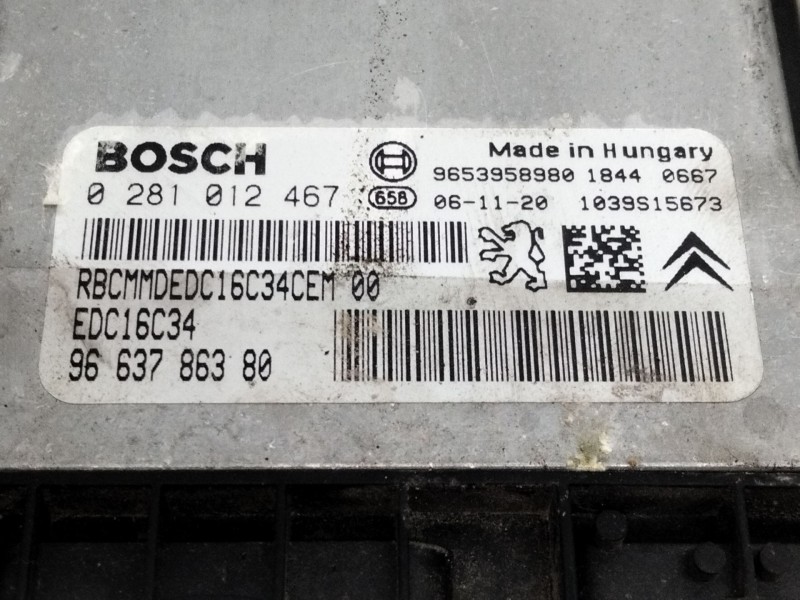 BOSCH
Made in Hungary
9653958980 1844 0667
0 281 012 467
658
06-11-20 1039S15673
RBCMMDEDC16C34CEM 00
EDC16C34
96 637 863 80